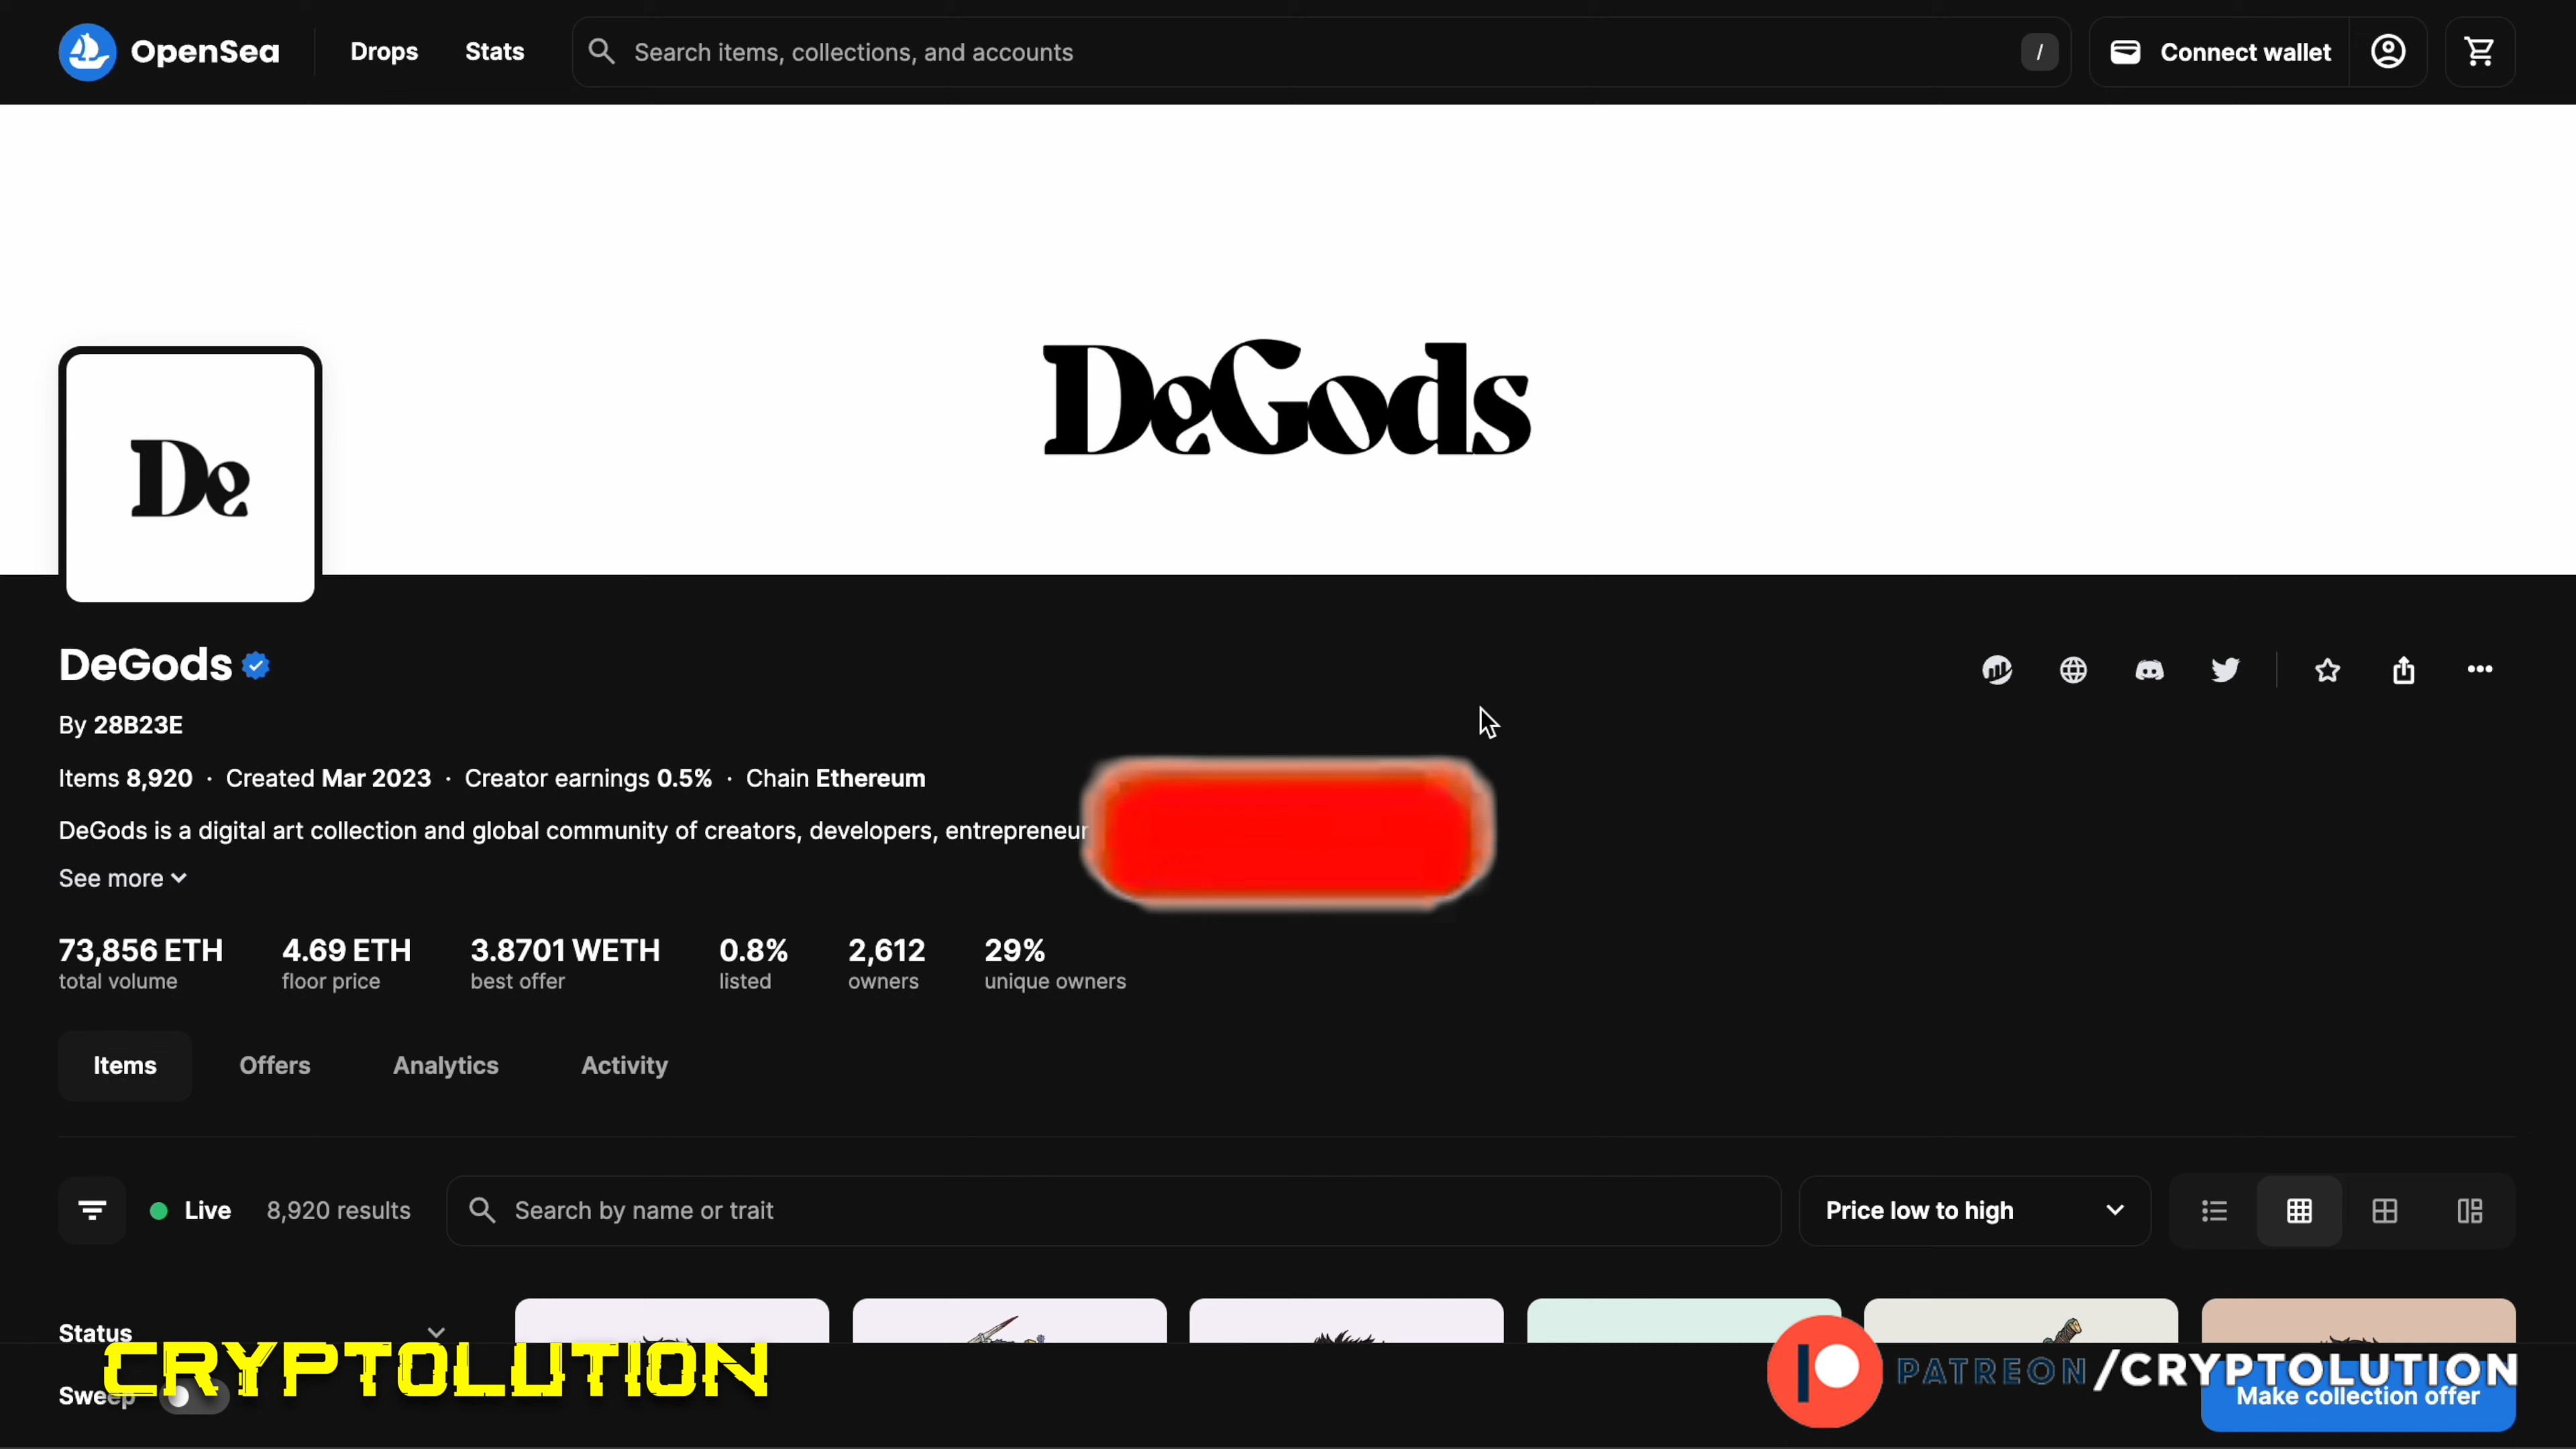 OpenSea
Drops
Stats
Search items, collections, and accounts
/
Connect wallet
DeGods
De
DeGods
By 28B23E
Items 8,920 · Created Mar 2023 · Creator earnings 0.5% · Chain Ethereum
DeGods is a digital art collection and global community of creators, developers,
See more
73,856 ETH
total volume
4.69 ETH
floor price
3.8701 WETH
best offer
0.8%
listed
2,612
owners
29%
unique owners
Items
Offers
Analytics
Activity
Live
8,920 results
Search by name or trait
Price low to high
Status
CRYPTOLUTION
Sweep
PATREON/CRYPTOLUTION
Make collection offer